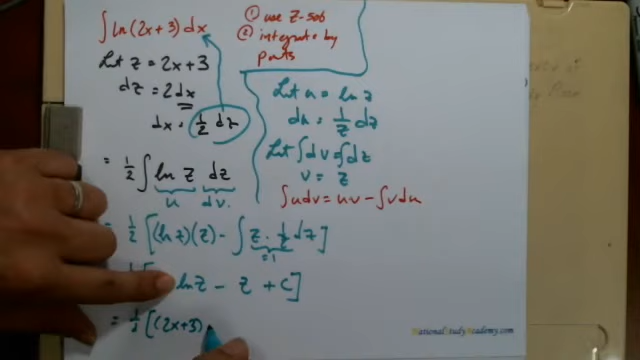 ∫ ln(2x+3) dx
① use z-sub
② integrate by
parts
Let z = 2x+3
dz = 2dx
dx = 1/2 dz
= 1/2 ∫ ln z dz
u dv.
Let u = ln z
du = 1/z dz
Let ∫dv = ∫dz
v = z
∫udv = uv - ∫vdu
= 1/2 [(ln z)(z) - ∫ z · 1/z dz]
=1
ln z - z + C]
= 1/2 [(2x+3)
NationalStudyAcademy.com